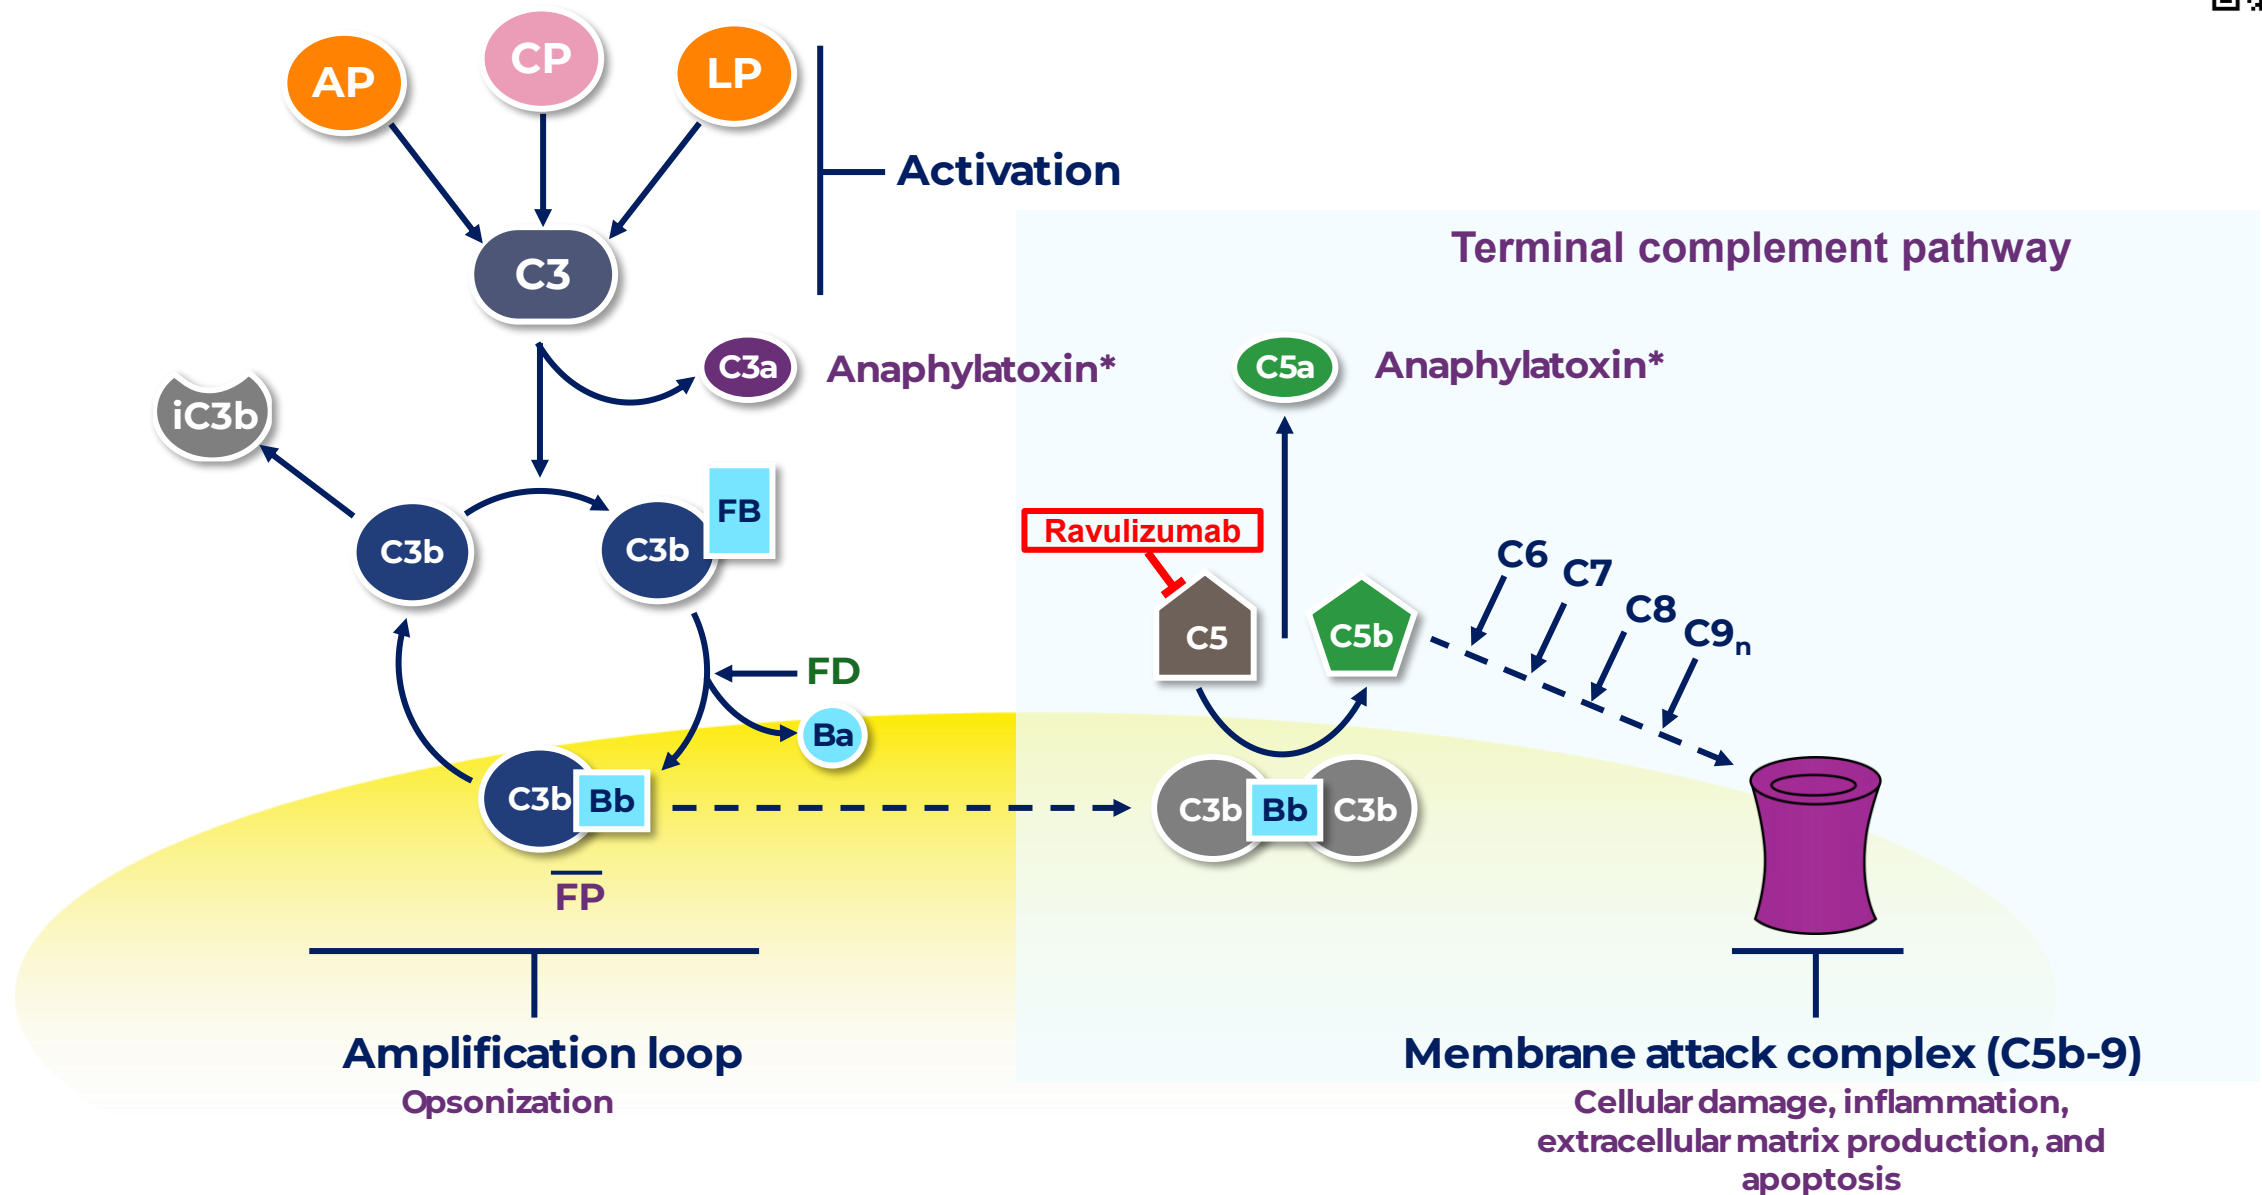 AP
CP
LP
Activation
C3
Terminal complement pathway
C3a
Anaphylatoxin*
C5a
Anaphylatoxin*
iC3b
FB
C3b
C3b
Ravulizumab
C5
C5b
C6
C7
C8
C9n
FD
Ba
C3b
Bb
C3b
Bb
C3b
FP
Amplification loop
Opsonization
Membrane attack complex (C5b-9)
Cellular damage, inflammation,
extracellular matrix production, and
apoptosis